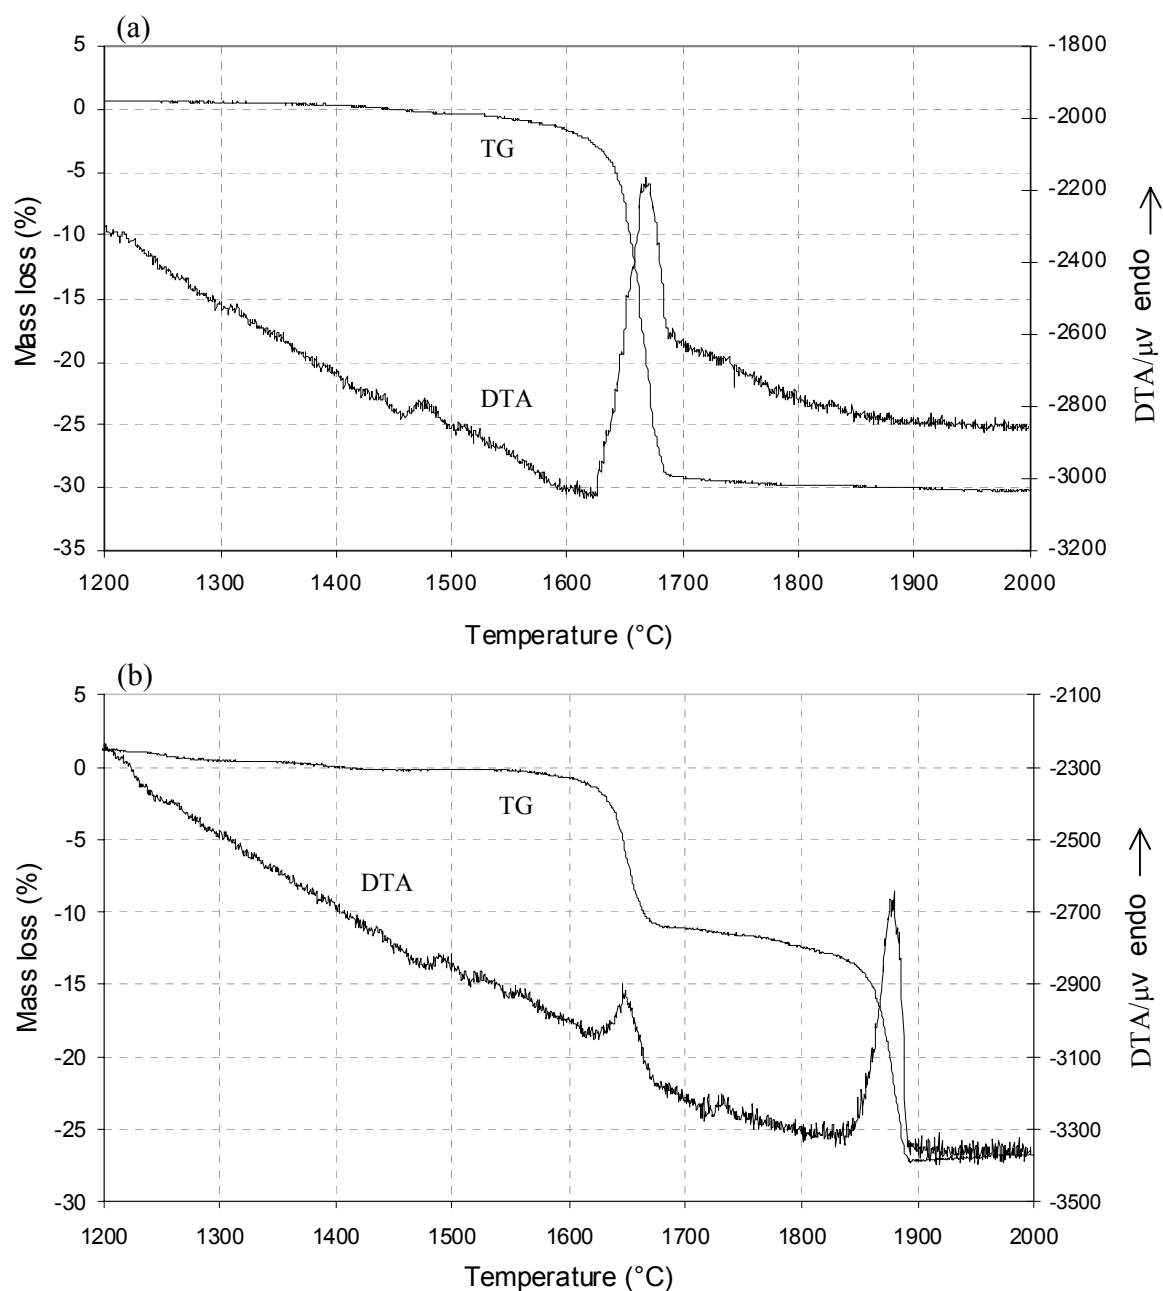 (a)
5
0
-5
-10
-15
-20
-25
-30
-35
Mass loss (%)
-1800
-2000
-2200
-2400
-2600
-2800
-3000
-3200
DTA/μv endo →
TG
DTA
1200 1300 1400 1500 1600 1700 1800 1900 2000
Temperature (°C)
(b)
5
0
-5
-10
-15
-20
-25
-30
Mass loss (%)
-2100
-2300
-2500
-2700
-2900
-3100
-3300
-3500
DTA/μv endo →
TG
DTA
1200 1300 1400 1500 1600 1700 1800 1900 2000
Temperature (°C)